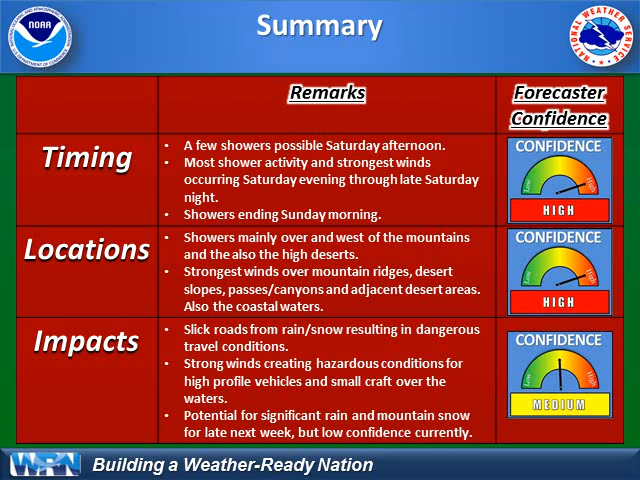 Summary
NOAA
NATIONAL WEATHER SERVICE
Remarks
Forecaster
Confidence
Timing
• A few showers possible Saturday afternoon.
• Most shower activity and strongest winds
occurring Saturday evening through late Saturday
night.
• Showers ending Sunday morning.
CONFIDENCE
Low
High
HIGH
Locations
• Showers mainly over and west of the mountains
and the also the high deserts.
• Strongest winds over mountain ridges, desert
slopes, passes/canyons and adjacent desert areas.
Also the coastal waters.
CONFIDENCE
Low
High
HIGH
Impacts
• Slick roads from rain/snow resulting in dangerous
travel conditions.
• Strong winds creating hazardous conditions for
high profile vehicles and small craft over the
waters.
• Potential for significant rain and mountain snow
for late next week, but low confidence currently.
CONFIDENCE
Low
High
MEDIUM
WRN
Building a Weather-Ready Nation